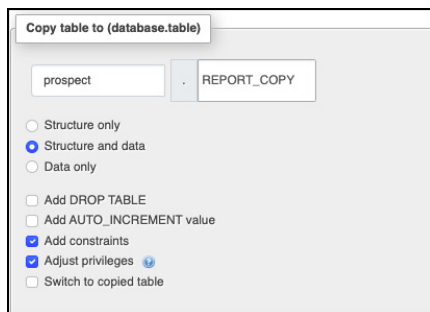 Copy table to (database.table)
prospect . REPORT_COPY
Structure only
Structure and data
Data only
Add DROP TABLE
Add AUTO_INCREMENT value
Add constraints
Adjust privileges
Switch to copied table